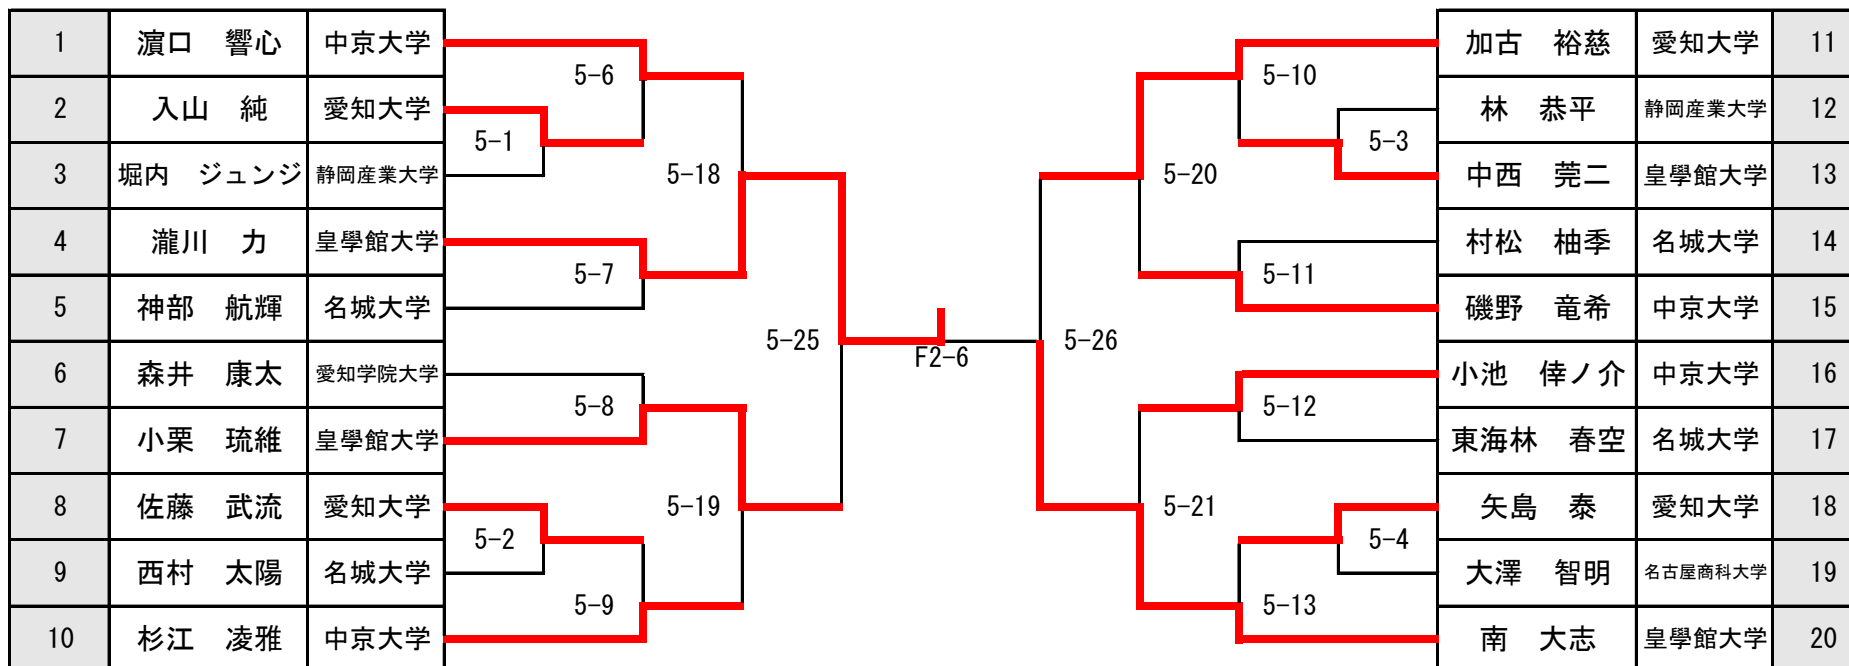 1 濵口 響心 中京大学
2 入山 純 愛知大学
3 堀内 ジュンジ 静岡産業大学
4 瀧川 力 皇學館大学
5 神部 航輝 名城大学
6 森井 康太 愛知学院大学
7 小栗 琉維 皇學館大学
8 佐藤 武流 愛知大学
9 西村 太陽 名城大学
10 杉江 凌雅 中京大学
5-6
5-1
5-18
5-7
5-25
5-8
5-19
5-2
5-9
F2-6
5-10
5-3
5-20
5-11
5-26
5-12
5-21
5-4
5-13
加古 裕慈 愛知大学 11
林 恭平 静岡産業大学 12
中西 莞二 皇學館大学 13
村松 柚季 名城大学 14
磯野 竜希 中京大学 15
小池 倖ノ介 中京大学 16
東海林 春空 名城大学 17
矢島 泰 愛知大学 18
大澤 智明 名古屋商科大学 19
南 大志 皇學館大学 20